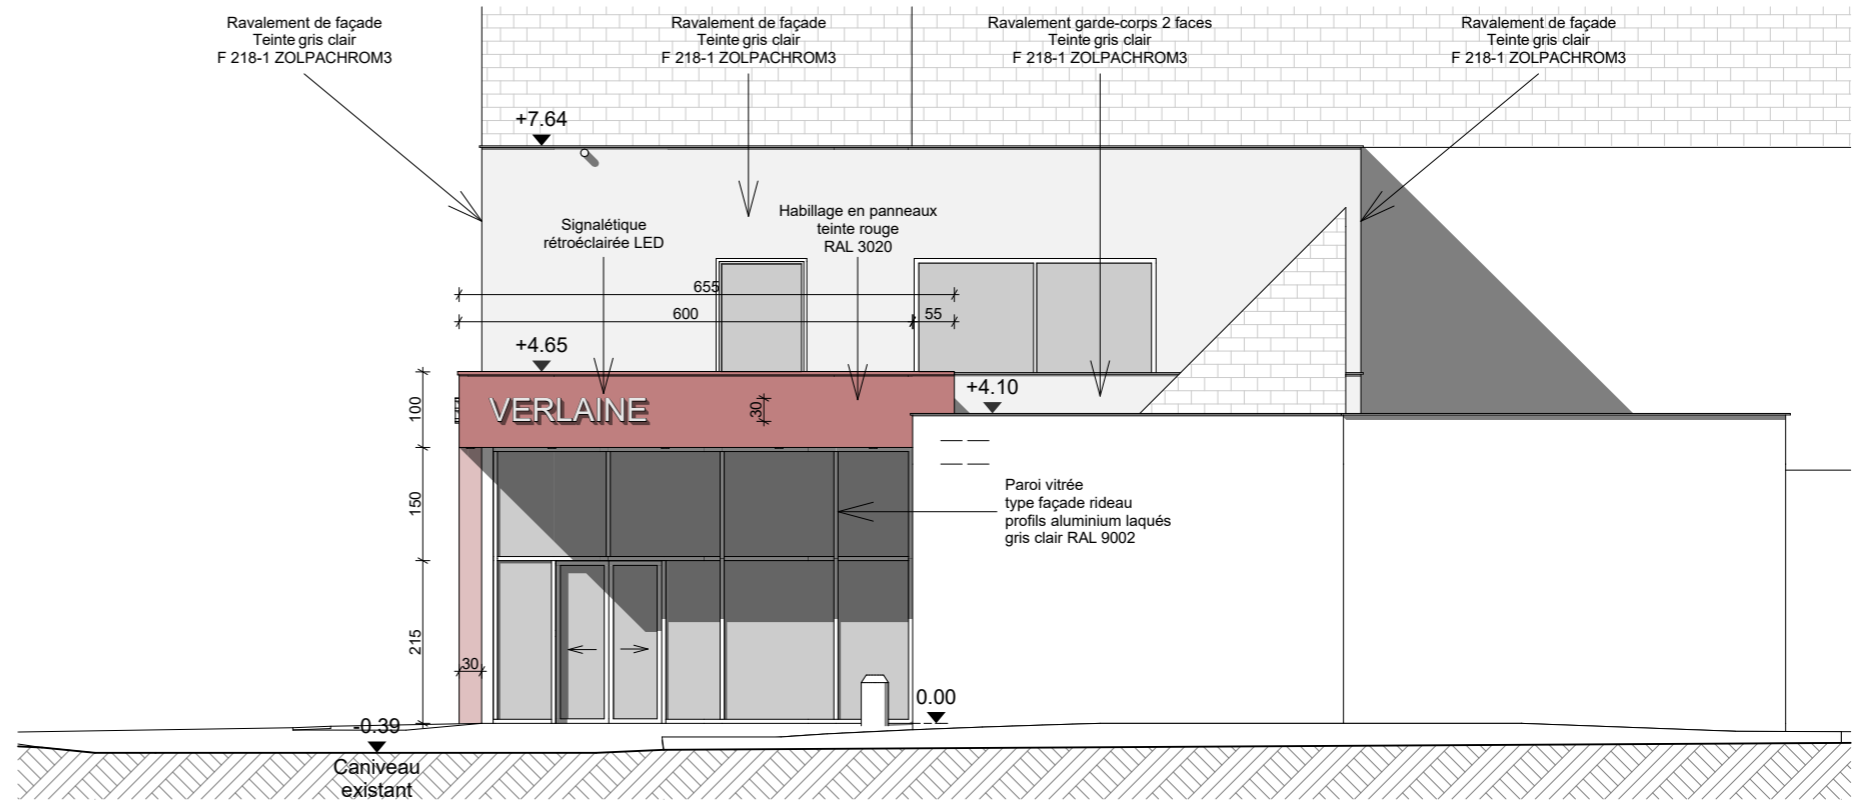 Ravalement de façade
Teinte gris clair
F 218-1 ZOLPACHROM3
Ravalement de façade
Teinte gris clair
F 218-1 ZOLPACHROM3
Ravalement garde-corps 2 faces
Teinte gris clair
F 218-1 ZOLPACHROM3
Ravalement de façade
Teinte gris clair
F 218-1 ZOLPACHROM3
+7.64
Signalétique
rétroéclairée LED
Habillage en panneaux
teinte rouge
RAL 3020
655
600
55
+4.65
+4.10
100
VERLAINE
30
150
Paroi vitrée
type façade rideau
profils aluminium laqués
gris clair RAL 9002
215
30
0.00
-0.39
Caniveau
existant